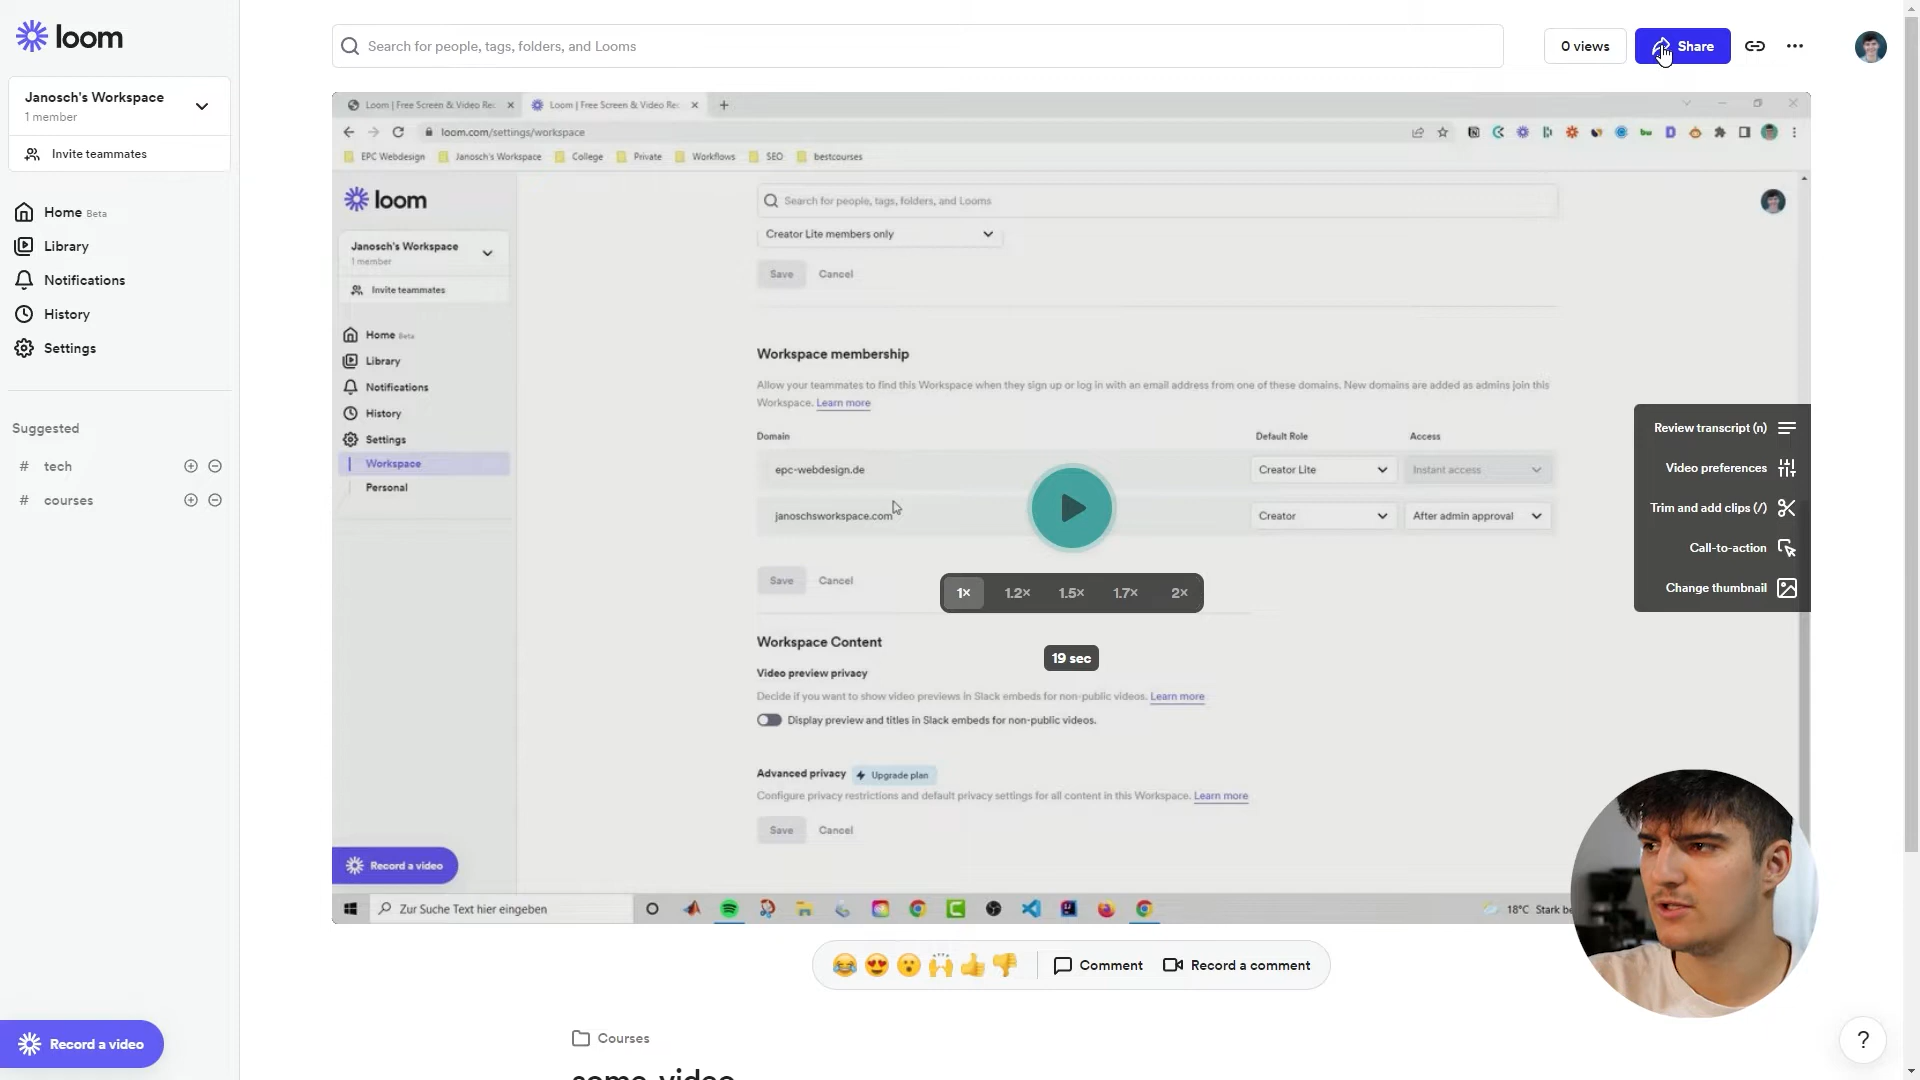 loom
Search for people, tags, folders, and Looms
0 views
Share
Janosch's Workspace
1 member
Invite teammates
Home Beta
Library
Notifications
History
Settings
Suggested
# tech
# courses
Record a video
Loom | Free Screen & Video Rec
Loom | Free Screen & Video Rec
loom.com/settings/workspace
EPC Webdesign
Janosch's Workspace
College
Private
Workflows
SEO
bestcourses
loom
Search for people, tags, folders, and Looms
Janosch's Workspace
1 member
Invite teammates
Home Beta
Library
Notifications
History
Settings
Workspace
Personal
Record a video
Creator Lite members only
Save Cancel
Workspace membership
Allow your teammates to find this Workspace when they sign up or log in with an email address from one of these domains. New domains are added as admins join this
Workspace. Learn more
Domain Default Role Access
epc-webdesign.de Creator Lite Instant access
janoschsworkspace.com Creator After admin approval
Save Cancel
1× 1.2× 1.5× 1.7× 2×
Workspace Content
19 sec
Video preview privacy
Decide if you want to show video previews in Slack embeds for non-public videos. Learn more
Display preview and titles in Slack embeds for non-public videos.
Advanced privacy Upgrade plan
Configure privacy restrictions and default privacy settings for all content in this Workspace. Learn more
Save Cancel
Review transcript (n)
Video preferences
Trim and add clips (/)
Call-to-action
Change thumbnail
Zur Suche Text hier eingeben
18°C Stark
Comment
Record a comment
Courses
some-video
?